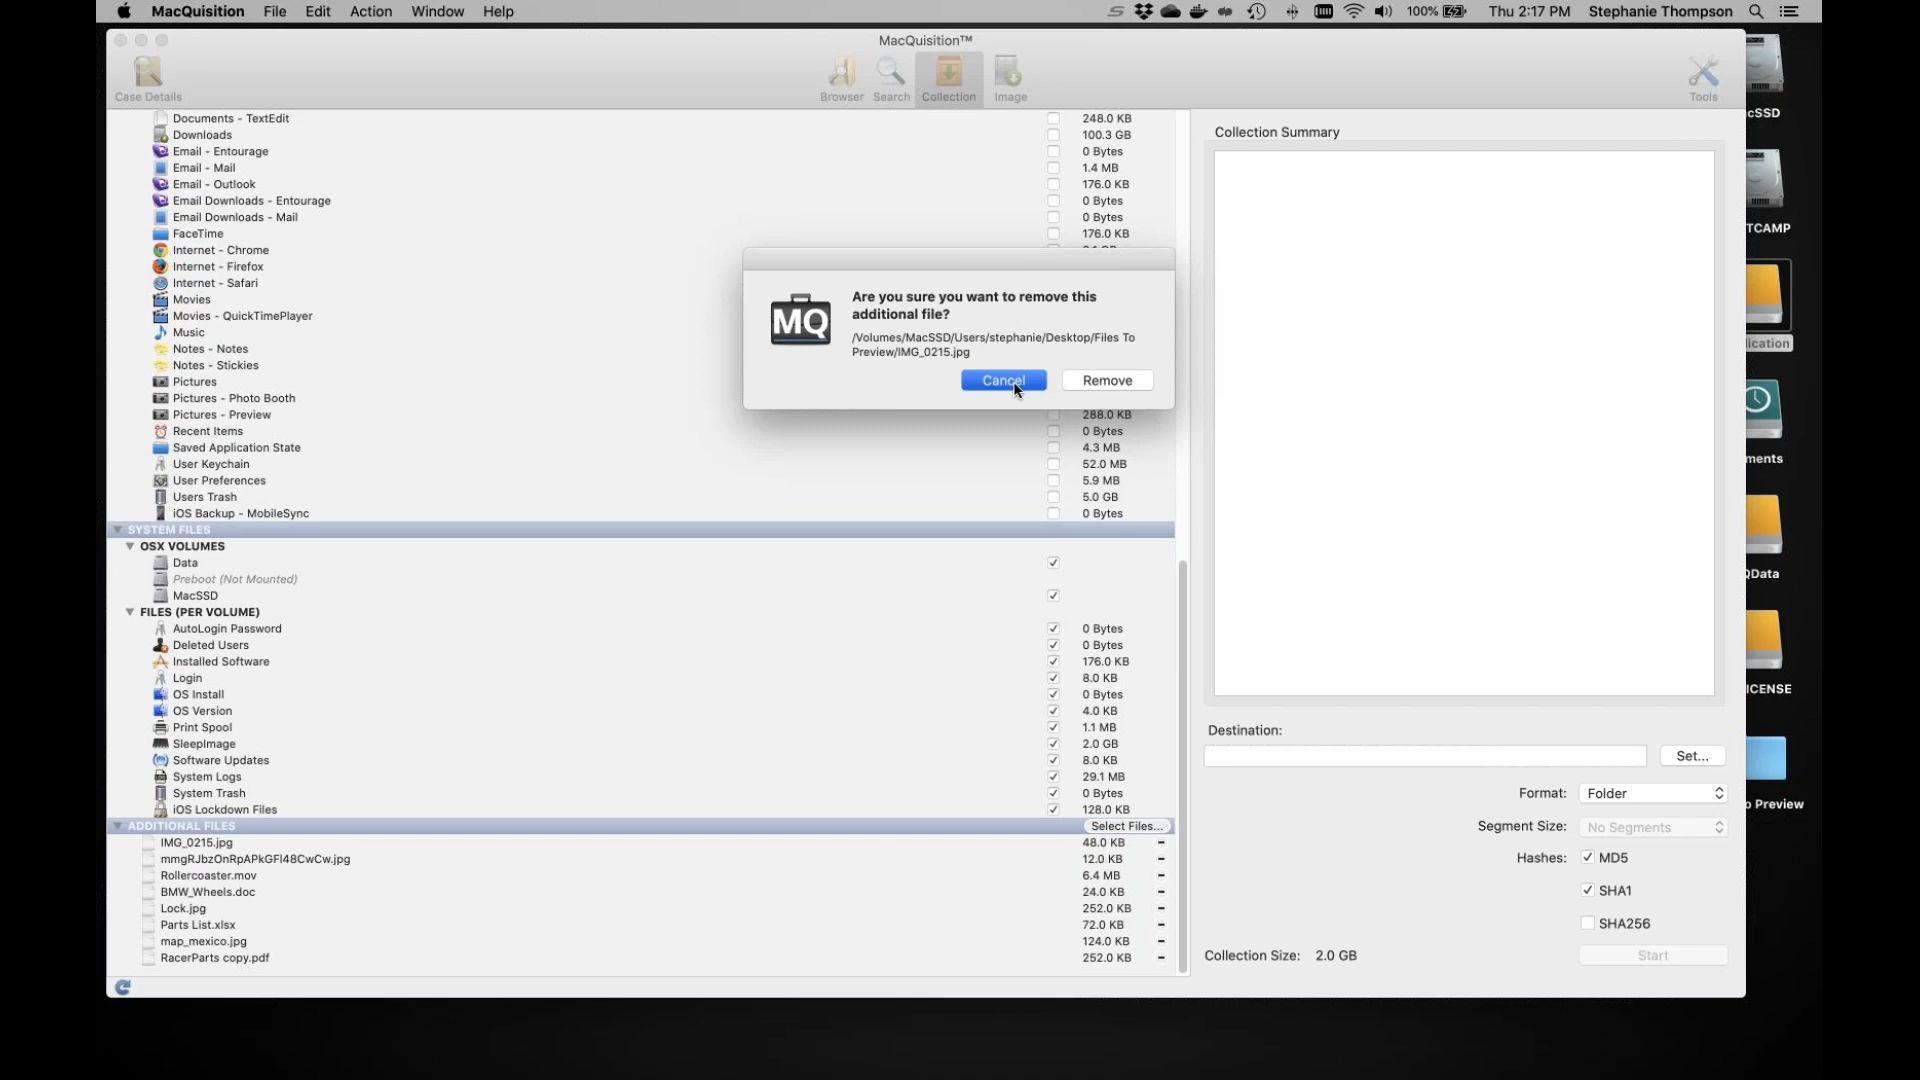 MacQuisition File Edit Action Window Help 100% Thu 2:17 PM Stephanie Thompson
MacQuisition™
Case Details Browser Search Collection Image Tools
Documents - TextEdit 248.0 KB
Downloads 100.3 GB
Email - Entourage 0 Bytes
Email - Mail 1.4 MB
Email - Outlook 176.0 KB
Email Downloads - Entourage 0 Bytes
Email Downloads - Mail 0 Bytes
FaceTime 176.0 KB
Internet - Chrome
Internet - Firefox
Internet - Safari
Movies
Movies - QuickTimePlayer
Music
Notes - Notes
Notes - Stickies
Pictures
Pictures - Photo Booth
Pictures - Preview 288.0 KB
Recent Items 0 Bytes
Saved Application State 4.3 MB
User Keychain 52.0 MB
User Preferences 5.9 MB
Users Trash 5.0 GB
iOS Backup - MobileSync 0 Bytes
SYSTEM FILES
OSX VOLUMES
Data
Preboot (Not Mounted)
MacSSD
FILES (PER VOLUME)
AutoLogin Password 0 Bytes
Deleted Users 0 Bytes
Installed Software 176.0 KB
Login 8.0 KB
OS Install 0 Bytes
OS Version 4.0 KB
Print Spool 1.1 MB
SleepImage 2.0 GB
Software Updates 8.0 KB
System Logs 29.1 MB
System Trash 0 Bytes
iOS Lockdown Files 128.0 KB
ADDITIONAL FILES Select Files...
IMG_0215.jpg 48.0 KB
mmgRJbzOnRpAPkGFl48CwCw.jpg 12.0 KB
Rollercoaster.mov 6.4 MB
BMW_Wheels.doc 24.0 KB
Lock.jpg 252.0 KB
Parts List.xlsx 72.0 KB
map_mexico.jpg 124.0 KB
RacerParts copy.pdf 252.0 KB
MQ
Are you sure you want to remove this
additional file?
/Volumes/MacSSD/Users/stephanie/Desktop/Files To
Preview/IMG_0215.jpg
Cancel Remove
Collection Summary
Destination:
Set...
Format: Folder
Segment Size: No Segments
Hashes: MD5
SHA1
SHA256
Collection Size: 2.0 GB Start
cSSD
TCAMP
ication
ments
QData
ICENSE
o Preview